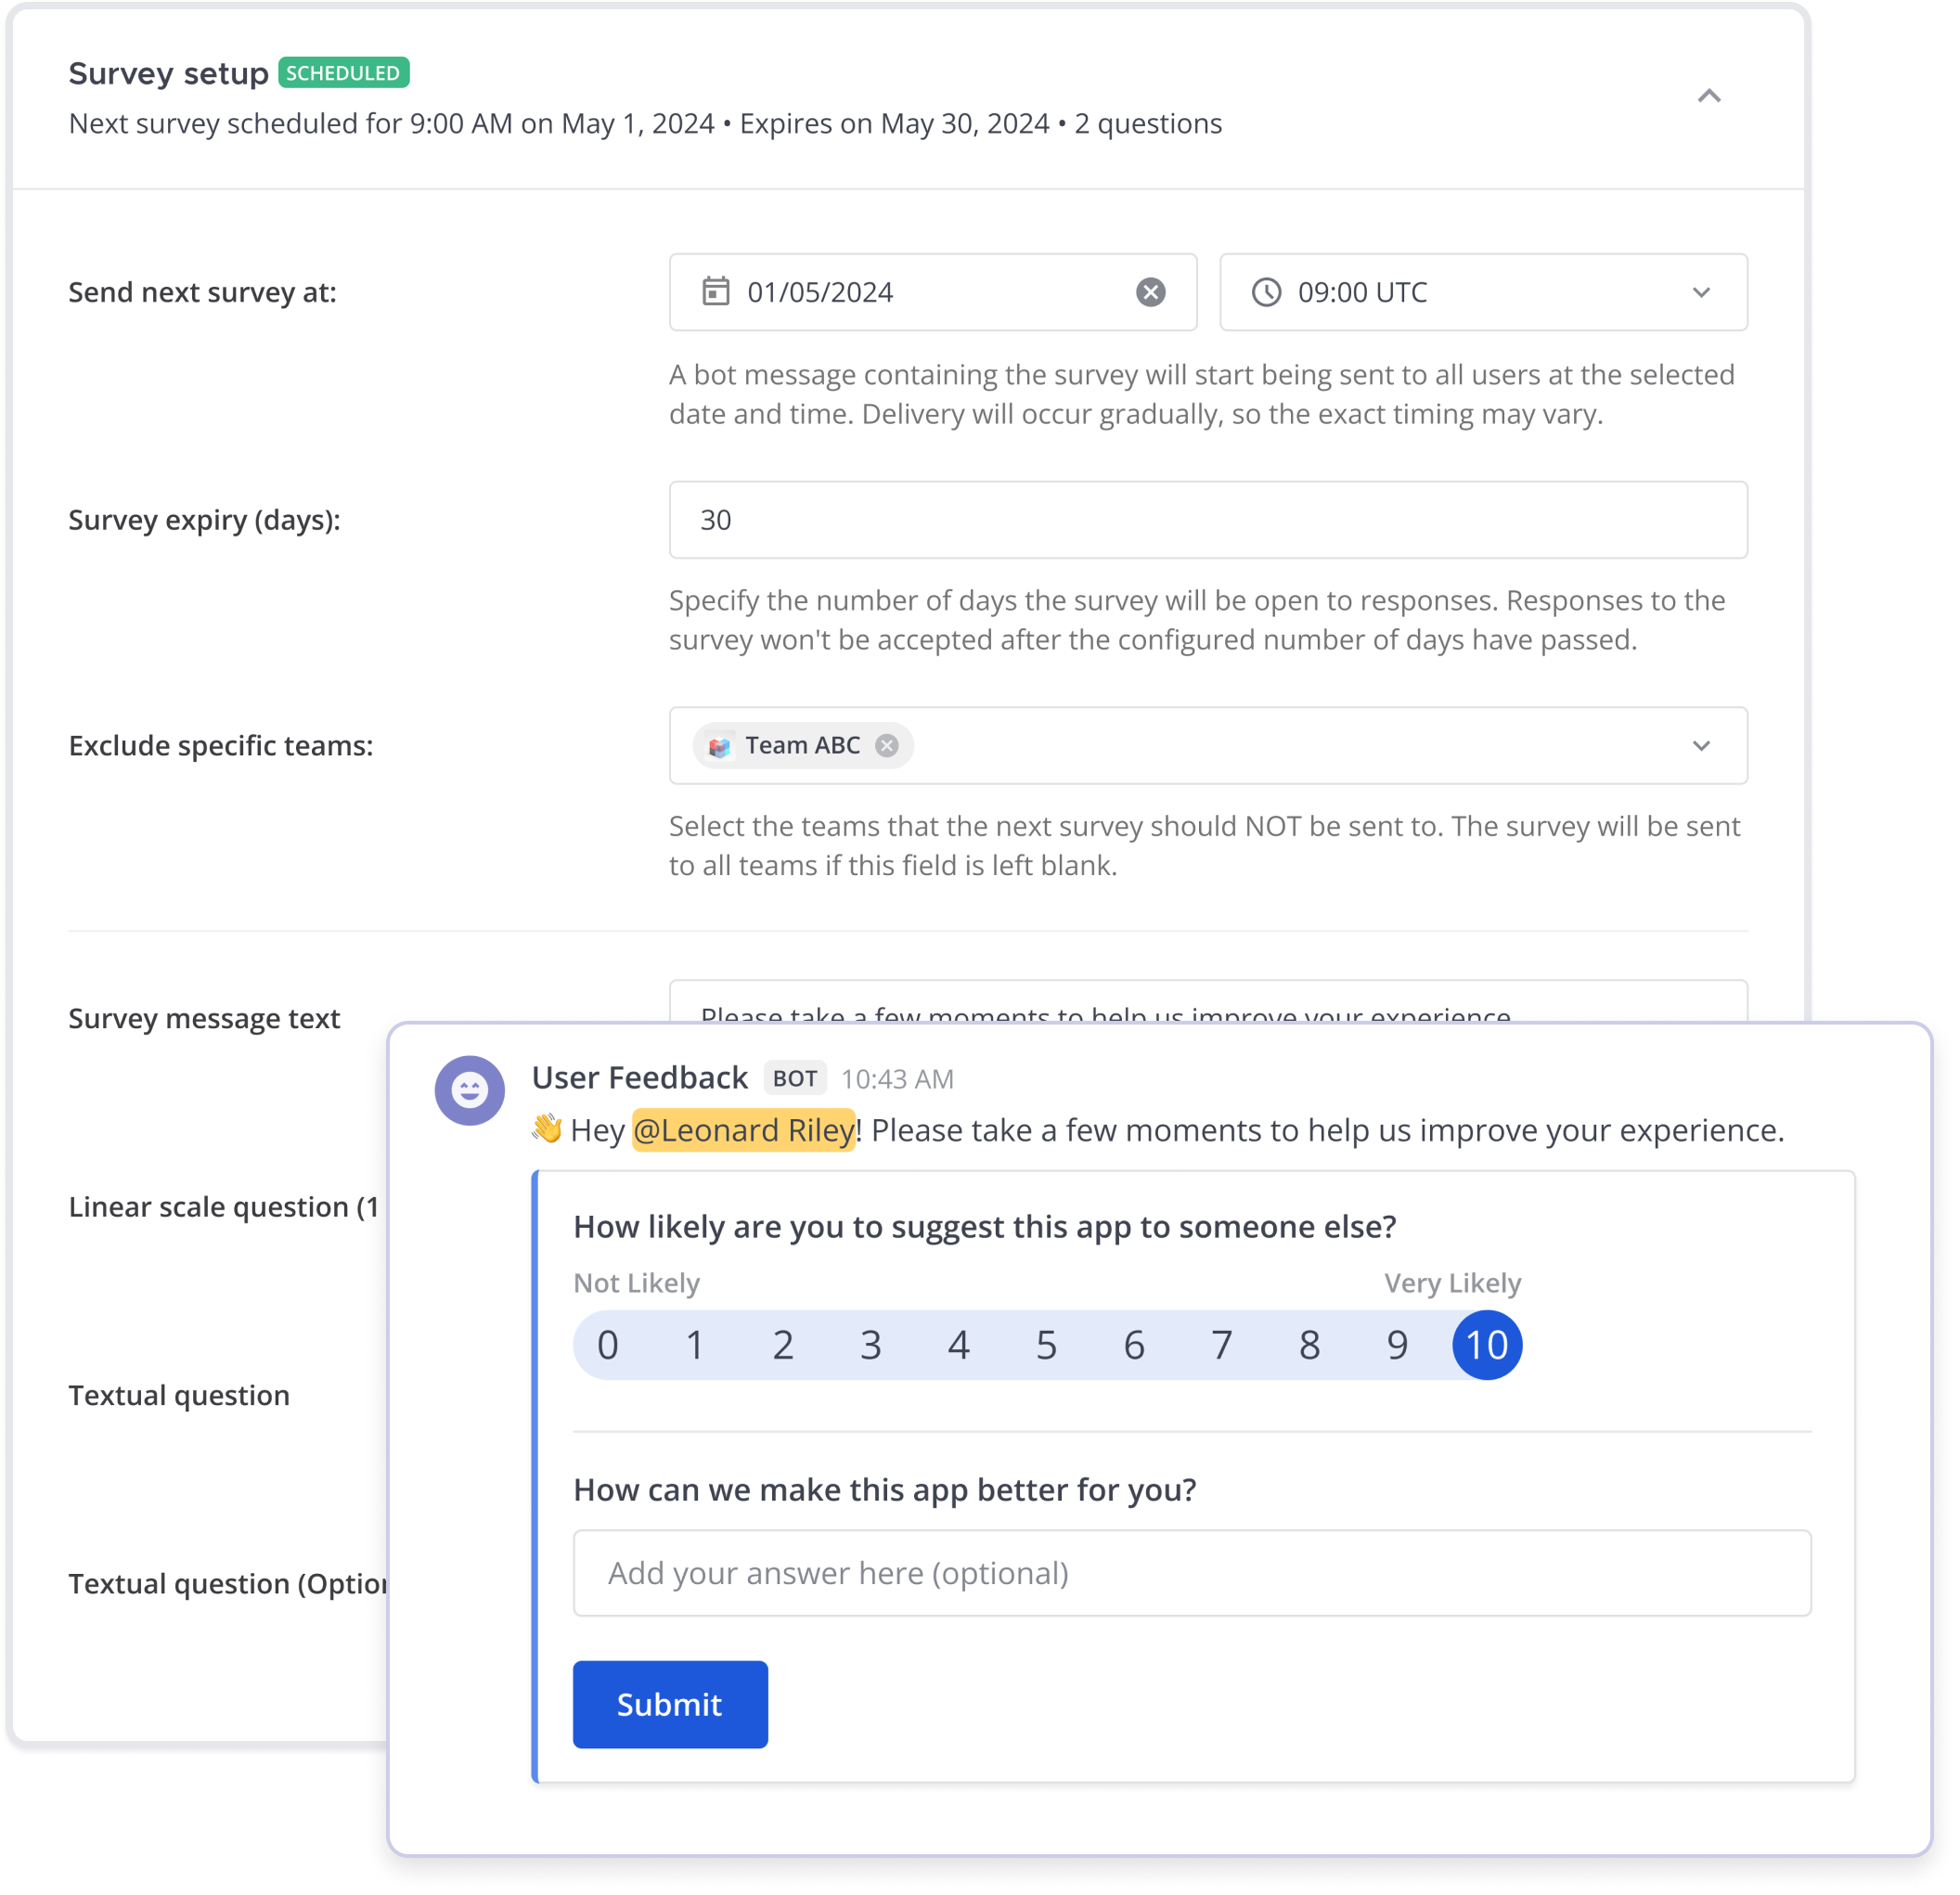 Survey setup SCHEDULED
Next survey scheduled for 9:00 AM on May 1, 2024 • Expires on May 30, 2024 • 2 questions
Send next survey at:
01/05/2024
09:00 UTC
A bot message containing the survey will start being sent to all users at the selected
date and time. Delivery will occur gradually, so the exact timing may vary.
Survey expiry (days):
30
Specify the number of days the survey will be open to responses. Responses to the
survey won't be accepted after the configured number of days have passed.
Exclude specific teams:
Team ABC
Select the teams that the next survey should NOT be sent to. The survey will be sent
to all teams if this field is left blank.
Survey message text
Please take a few moments to help us improve your experience
Linear scale question (1
Textual question
Textual question (Option
User Feedback BOT 10:43 AM
👋 Hey @Leonard Riley! Please take a few moments to help us improve your experience.
How likely are you to suggest this app to someone else?
Not Likely Very Likely
0 1 2 3 4 5 6 7 8 9 10
How can we make this app better for you?
Add your answer here (optional)
Submit